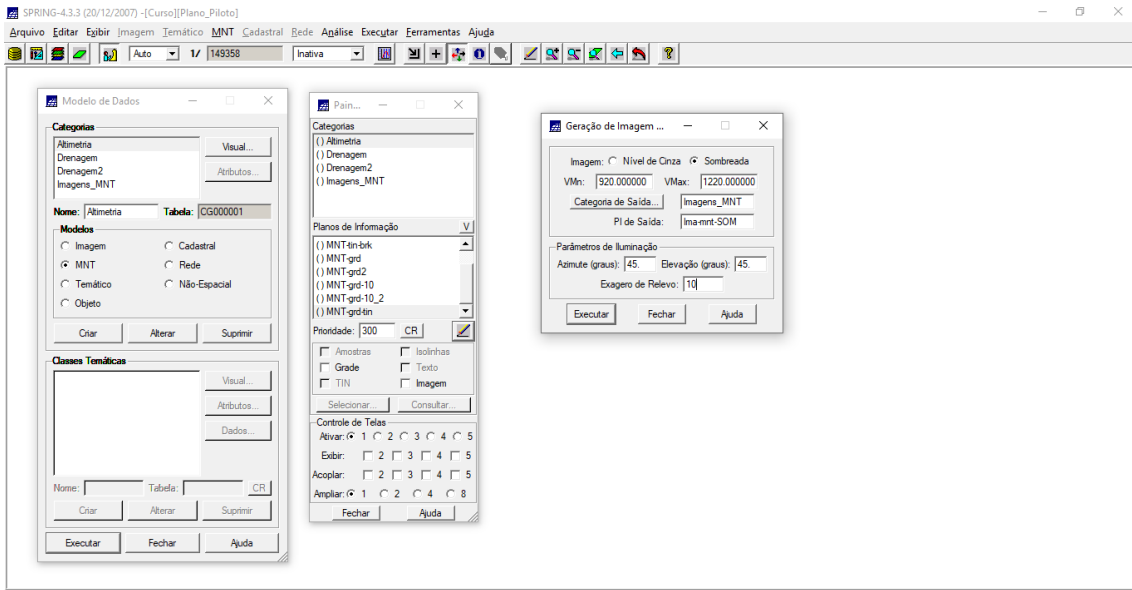 SPRING-4.3.3 (20/12/2007) -[Curso][Plano_Piloto]
Arquivo Editar Exibir Imagem Temático MNT Cadastral Rede Análise Executar Ferramentas Ajuda
Auto 1/ 149358 Inativa
Modelo de Dados
Categorias
Altimetria
Drenagem
Drenagem2
Imagens_MNT
Visual...
Atributos...
Nome: Altimetria Tabela: CG000001
Modelos
Imagem Cadastral
MNT Rede
Temático Não-Espacial
Objeto
Criar Alterar Suprimir
Classes Temáticas
Visual...
Atributos...
Dados...
Nome: Tabela: CR
Criar Alterar Suprimir
Executar Fechar Ajuda
Pain...
Categorias
( ) Altimetria
( ) Drenagem
( ) Drenagem2
( ) Imagens_MNT
Planos de Informação V
( ) MNT-tin-brk
( ) MNT-grd
( ) MNT-grd2
( ) MNT-grd-10
( ) MNT-grd-10_2
( ) MNT-grd-tin
Prioridade: 300 CR
Amostras Isolinhas
Grade Texto
TIN Imagem
Selecionar... Consultar...
Controle de Telas
Ativar: 1 2 3 4 5
Exibir: 2 3 4 5
Acoplar: 2 3 4 5
Ampliar: 1 2 4 8
Fechar Ajuda
Geração de Imagem ...
Imagem: Nível de Cinza Sombreada
VMn: 920.000000 VMax: 1220.000000
Categoria de Saída... Imagens_MNT
PI de Saída: Ima-mnt-SOM
Parâmetros de Iluminação
Azimute (graus): 45. Elevação (graus): 45.
Exagero de Relevo: 10
Executar Fechar Ajuda